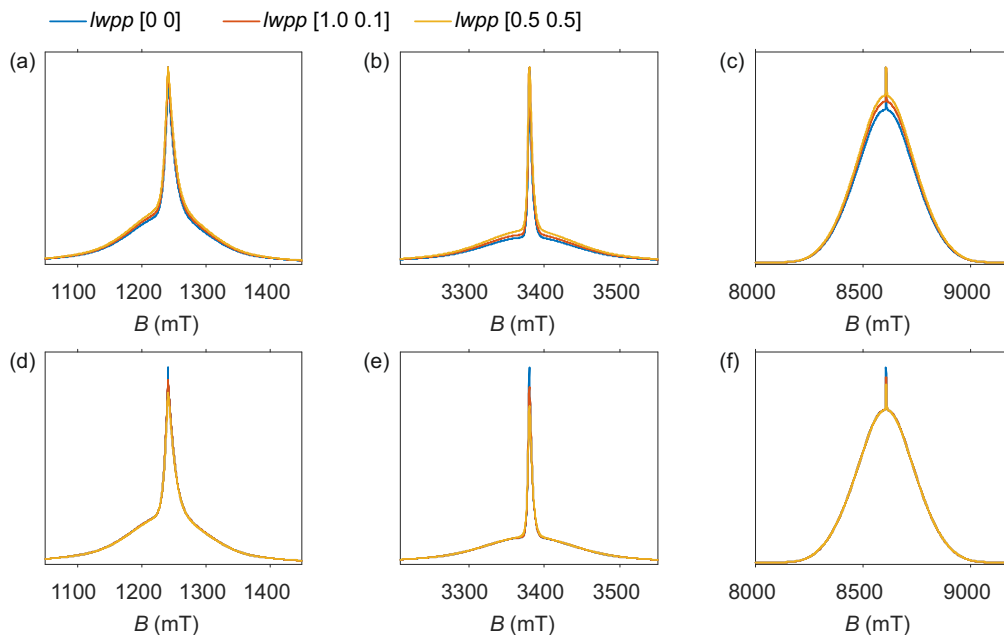 lwpp [0 0] lwpp [1.0 0.1] lwpp [0.5 0.5]
(a) (b) (c)
1100 1200 1300 1400 3300 3400 3500 8000 8500 9000
B (mT) B (mT) B (mT)
(d) (e) (f)
1100 1200 1300 1400 3300 3400 3500 8000 8500 9000
B (mT) B (mT) B (mT)